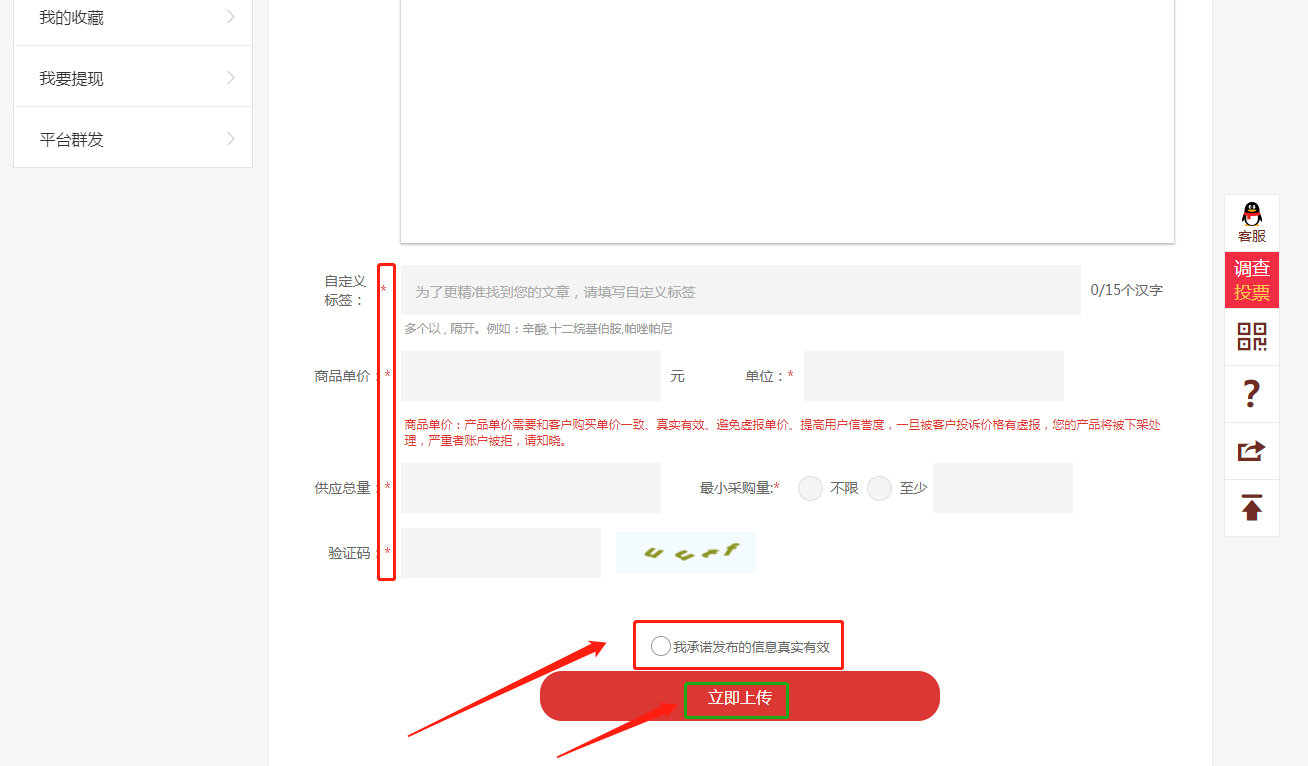 我的收藏
我要提现
平台群发
自定义
标签：
*
为了更精准找到您的文章，请填写自定义标签
0/15个汉字
多个以 , 隔开。例如：辛酸,十二烷基伯胺,帕唑帕尼
商品单价：*
元
单位：*
商品单价：产品单价需要和客户购买单价一致、真实有效、避免虚报单价、提高用户信誉度，一旦被客户投诉价格有虚报，您的产品将被下架处
理，严重者账户被拒，请知晓。
供应总量：*
最小采购量:*
不限
至少
验证码：*
我承诺发布的信息真实有效
立即上传
客服
调查
投票
?